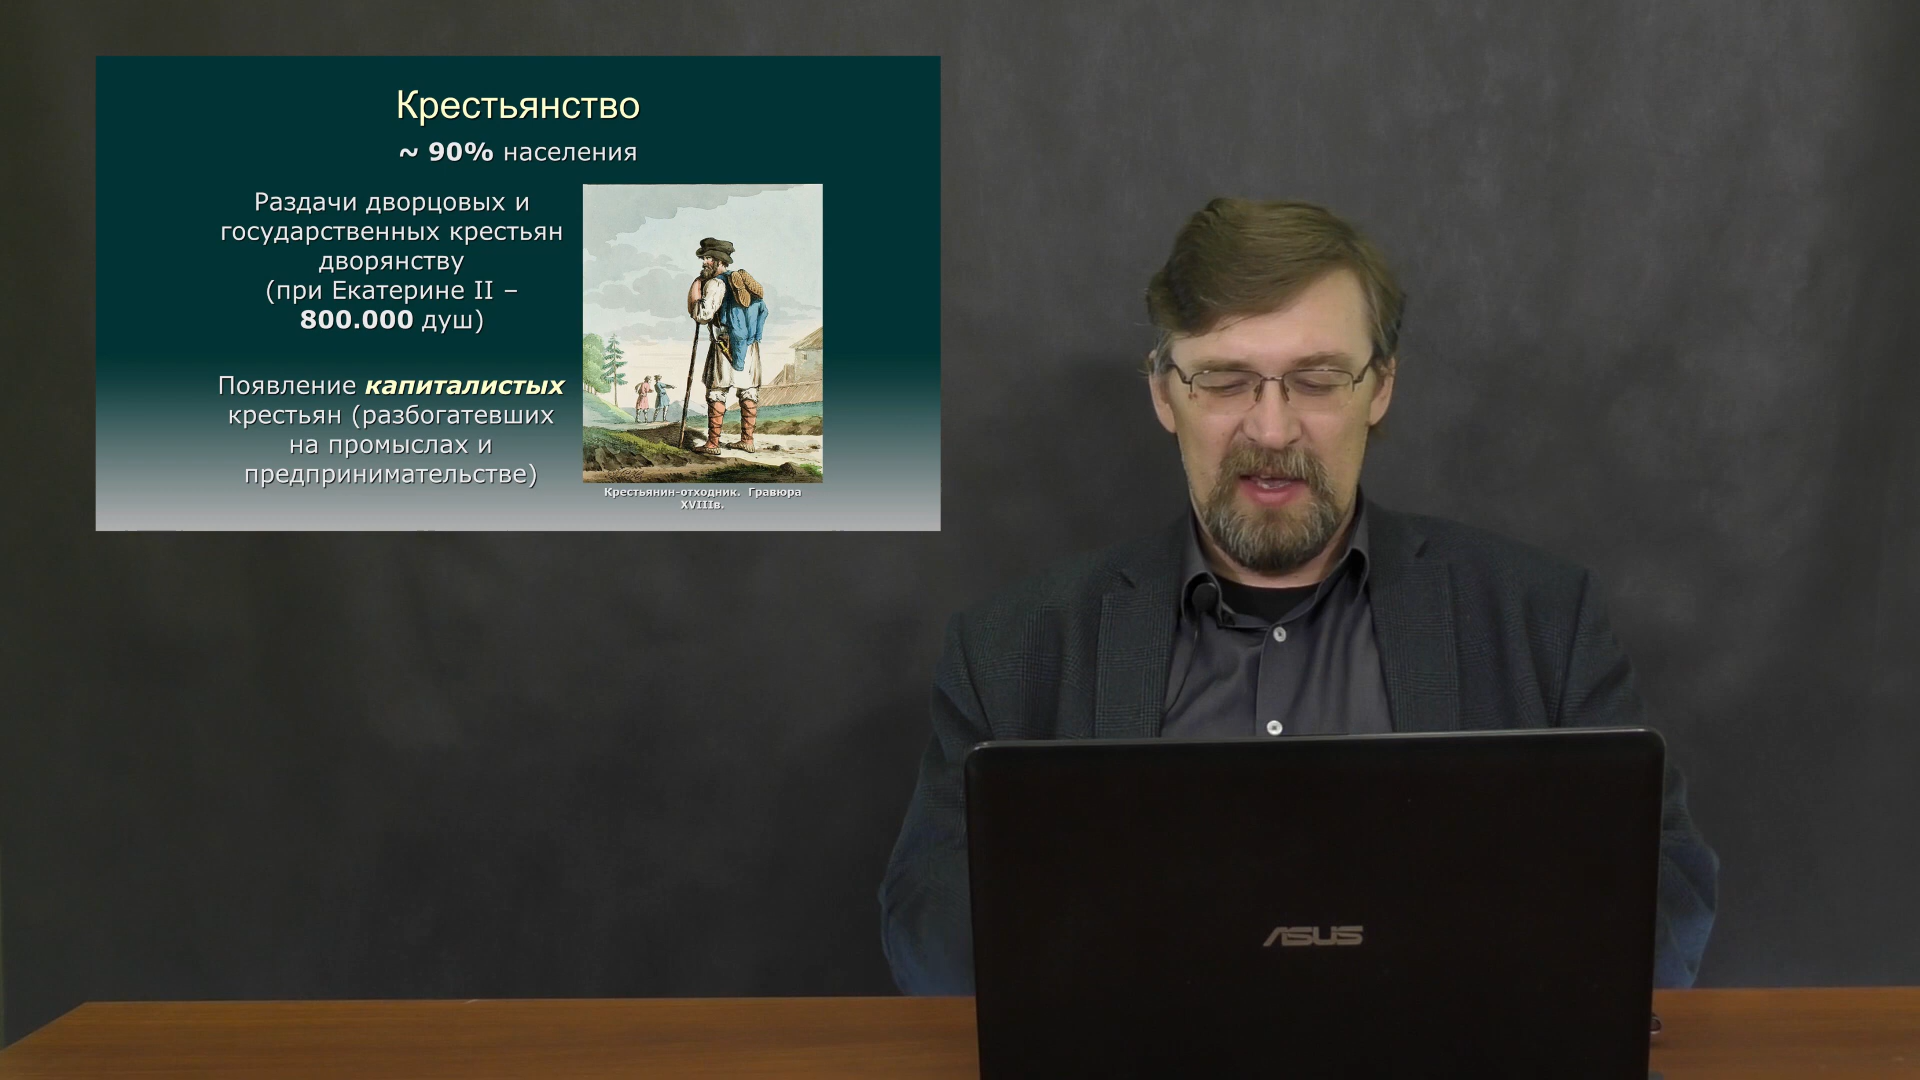 Крестьянство
~ 90% населения
Раздачи дворцовых и
государственных крестьян
дворянству
(при Екатерине II –
800.000 душ)
Появление капиталистых
крестьян (разбогатевших
на промыслах и
предпринимательстве)
Крестьянин-отходник. Гравюра
XVIIIв.
ASUS